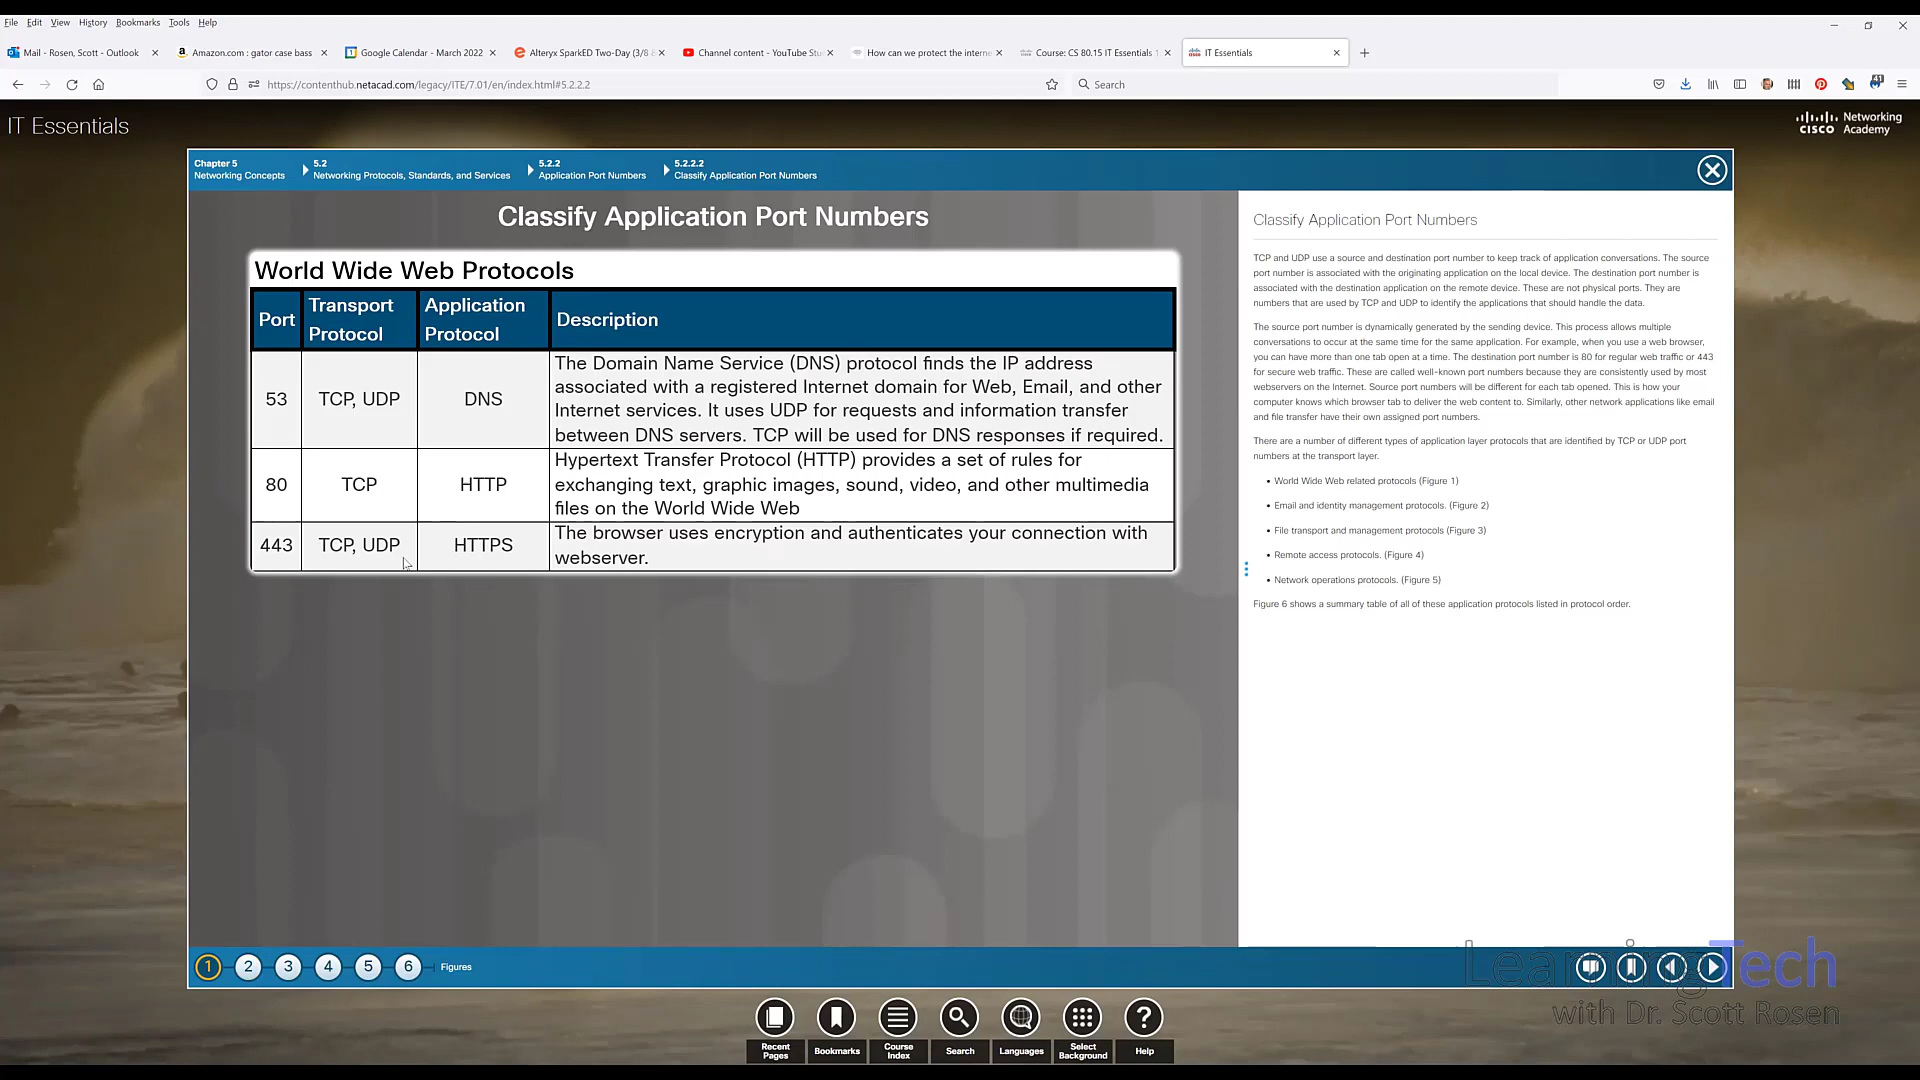 File Edit View History Bookmarks Tools Help
Mail - Rosen, Scott - Outlook
Amazon.com : gator case bass
Google Calendar - March 2022
Alteryx SparkED Two-Day (3/8 &
Channel content - YouTube Stu
How can we protect the interne
Course: CS 80.15 IT Essentials 1
IT Essentials
https://contenthub.netacad.com/legacy/ITE/7.01/en/index.html#5.2.2.2
Search
41
IT Essentials
CISCO Networking Academy
Chapter 5
Networking Concepts
5.2
Networking Protocols, Standards, and Services
5.2.2
Application Port Numbers
5.2.2.2
Classify Application Port Numbers
Classify Application Port Numbers
World Wide Web Protocols
Port
Transport
Protocol
Application
Protocol
Description
53
TCP, UDP
DNS
The Domain Name Service (DNS) protocol finds the IP address
associated with a registered Internet domain for Web, Email, and other
Internet services. It uses UDP for requests and information transfer
between DNS servers. TCP will be used for DNS responses if required.
80
TCP
HTTP
Hypertext Transfer Protocol (HTTP) provides a set of rules for
exchanging text, graphic images, sound, video, and other multimedia
files on the World Wide Web
443
TCP, UDP
HTTPS
The browser uses encryption and authenticates your connection with
webserver.
Classify Application Port Numbers
TCP and UDP use a source and destination port number to keep track of application conversations. The source
port number is associated with the originating application on the local device. The destination port number is
associated with the destination application on the remote device. These are not physical ports. They are
numbers that are used by TCP and UDP to identify the applications that should handle the data.
The source port number is dynamically generated by the sending device. This process allows multiple
conversations to occur at the same time for the same application. For example, when you use a web browser,
you can have more than one tab open at a time. The destination port number is 80 for regular web traffic or 443
for secure web traffic. These are called well-known port numbers because they are consistently used by most
webservers on the Internet. Source port numbers will be different for each tab opened. This is how your
computer knows which browser tab to deliver the web content to. Similarly, other network applications like email
and file transfer have their own assigned port numbers.
There are a number of different types of application layer protocols that are identified by TCP or UDP port
numbers at the transport layer.
• World Wide Web related protocols (Figure 1)
• Email and identity management protocols. (Figure 2)
• File transport and management protocols (Figure 3)
• Remote access protocols. (Figure 4)
• Network operations protocols. (Figure 5)
Figure 6 shows a summary table of all of these application protocols listed in protocol order.
1 2 3 4 5 6 Figures
LearningTech
with Dr. Scott Rosen
Recent
Pages
Bookmarks
Course
Index
Search
Languages
Select
Background
Help